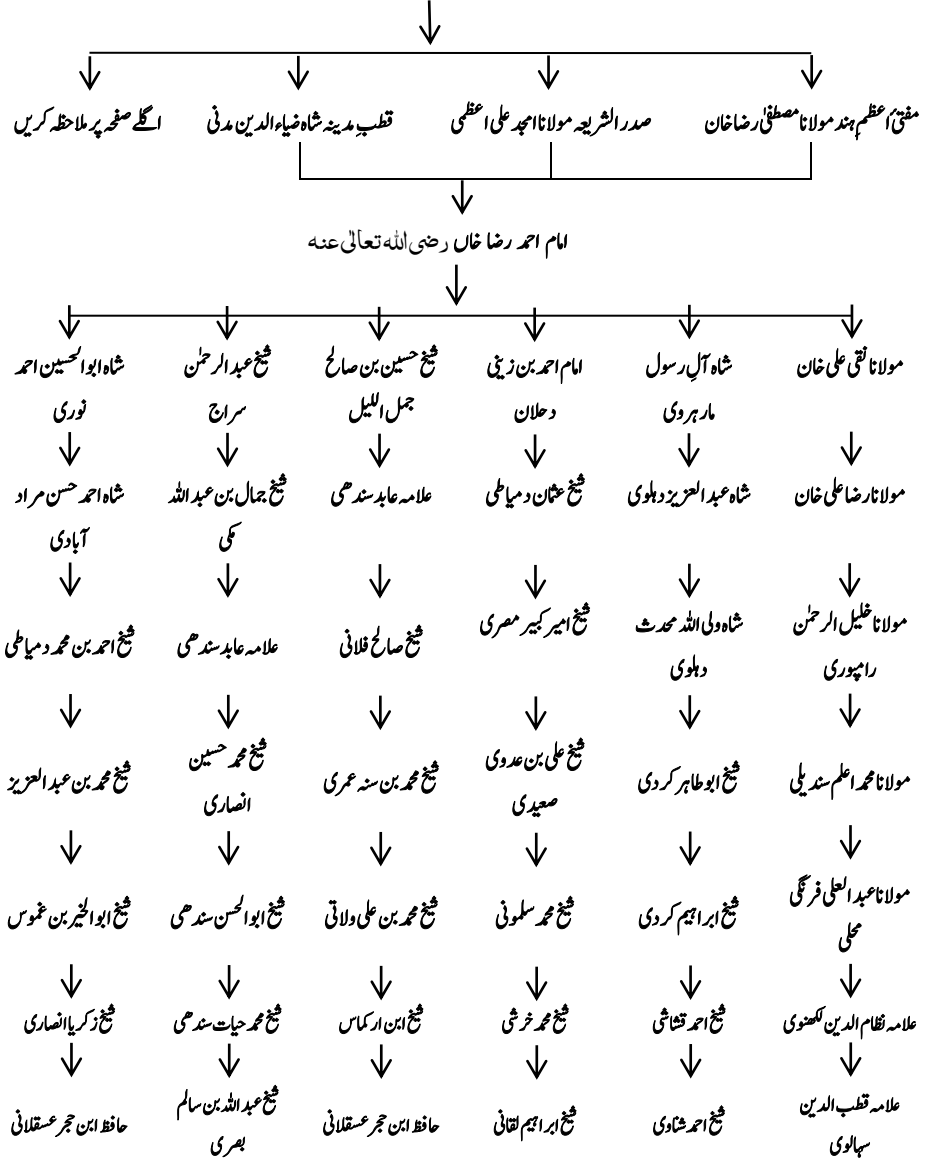 مفتیٔ اعظمِ ہند مولانا مصطفیٰ رضا خان
صدر الشریعہ مولانا امجد علی اعظمی
قطبِ مدینہ شاہ ضیاء الدین مدنی
اگلے صفحہ پر ملاحظہ کریں
امام احمد رضا خاں رضی اللہ تعالیٰ عنہ
مولانا نقی علی خان
شاہ آلِ رسول
مارہروی
امام احمد بن زینی
دحلان
شیخ حسین بن صالح
جمل اللیل
شیخ عبد الرحمٰن
سراج
شاہ ابو الحسین احمد
نوری
مولانا رضا علی خان
شاہ عبد العزیز دہلوی
شیخ عثمان دمیاطی
علامہ عابد سندھی
شیخ جمال بن عبد اللہ
مکی
شاہ احمد حسن مراد
آبادی
مولانا خلیل الرحمٰن
رامپوری
شاہ ولی اللہ محدث
دہلوی
شیخ امیر کبیر مصری
شیخ صالح فلانی
علامہ عابد سندھی
شیخ احمد بن محمد دمیاطی
مولانا محمد اعلم سندیلی
شیخ ابو طاہر کردی
شیخ علی بن عدوی
صعیدی
شیخ محمد بن سنہ عمری
شیخ محمد حسین
انصاری
شیخ محمد بن عبد العزیز
مولانا عبد العلی فرنگی
محلی
شیخ ابراہیم کردی
شیخ محمد سلمونی
شیخ محمد بن علی ولاتی
شیخ ابو الحسن سندھی
شیخ ابو الخیر بن غموس
علامہ نظام الدین لکھنوی
شیخ احمد قشاشی
شیخ محمد خرشی
شیخ ابن ارکماس
شیخ محمد حیات سندھی
شیخ زکریا انصاری
علامہ قطب الدین
سہالوی
شیخ احمد شناوی
شیخ ابراہیم لقانی
حافظ ابن حجر عسقلانی
شیخ عبد اللہ بن سالم
بصری
حافظ ابن حجر عسقلانی